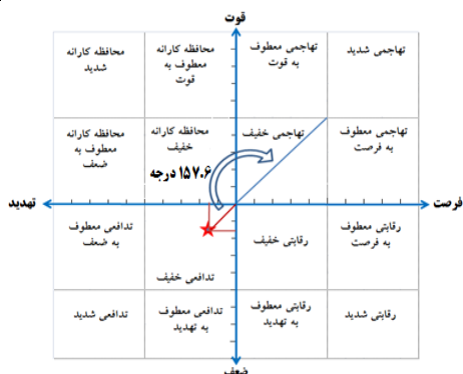 قوت
محافظه کارانه
شدید
محافظه کارانه
معطوف به
قوت
تهاجمی معطوف
به قوت
تهاجمی شدید
محافظه کارانه
معطوف به
ضعف
محافظه کارانه
خفیف
تهاجمی خفیف
تهاجمی معطوف
به فرصت
۱۵۷.۶ درجه
تهدید
فرصت
تدافعی معطوف
به ضعف
تدافعی خفیف
رقابتی خفیف
رقابتی معطوف
به فرصت
تدافعی شدید
تدافعی معطوف
به تهدید
رقابتی معطوف
به تهدید
رقابتی شدید
ضعف